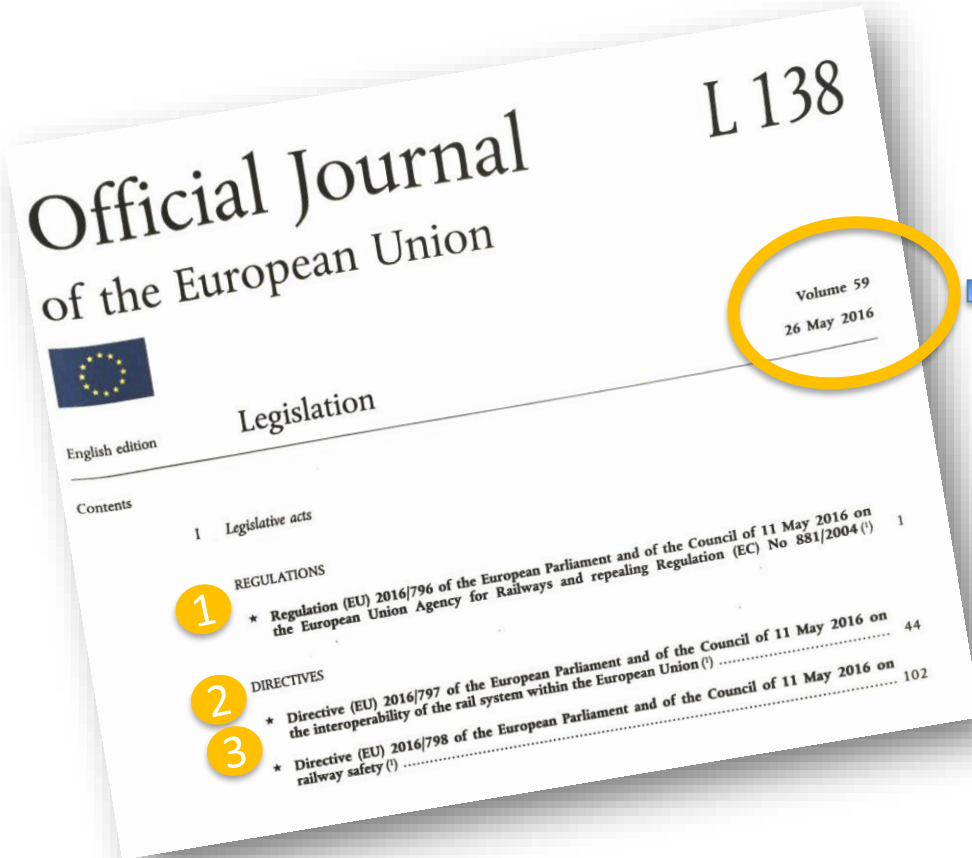 Official Journal
L 138
of the European Union
Volume 59
26 May 2016
Legislation
English edition
Contents
I Legislative acts
REGULATIONS
1
★ Regulation (EU) 2016/796 of the European Parliament and of the Council of 11 May 2016 on
the European Union Agency for Railways and repealing Regulation (EC) No 881/2004 (¹) 1
DIRECTIVES
2
★ Directive (EU) 2016/797 of the European Parliament and of the Council of 11 May 2016 on
the interoperability of the rail system within the European Union (¹) ........................................ 44
3
★ Directive (EU) 2016/798 of the European Parliament and of the Council of 11 May 2016 on
railway safety (¹) ........................................................................................................ 102